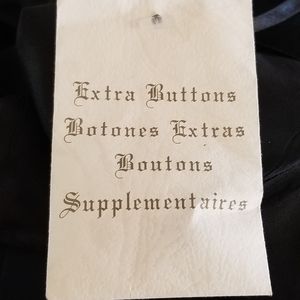 Extra Buttons
Botones Extras
Boutons
Supplementaires